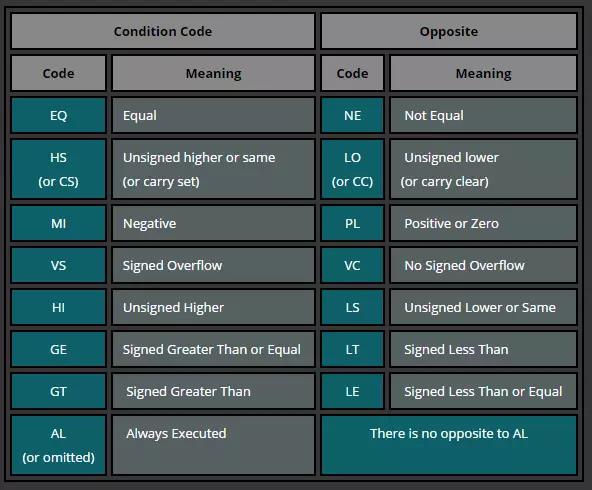 Condition Code
Opposite
Code
Meaning
Code
Meaning
EQ
Equal
NE
Not Equal
HS
(or CS)
Unsigned higher or same
(or carry set)
LO
(or CC)
Unsigned lower
(or carry clear)
MI
Negative
PL
Positive or Zero
VS
Signed Overflow
VC
No Signed Overflow
HI
Unsigned Higher
LS
Unsigned Lower or Same
GE
Signed Greater Than or Equal
LT
Signed Less Than
GT
Signed Greater Than
LE
Signed Less Than or Equal
AL
(or omitted)
Always Executed
There is no opposite to AL